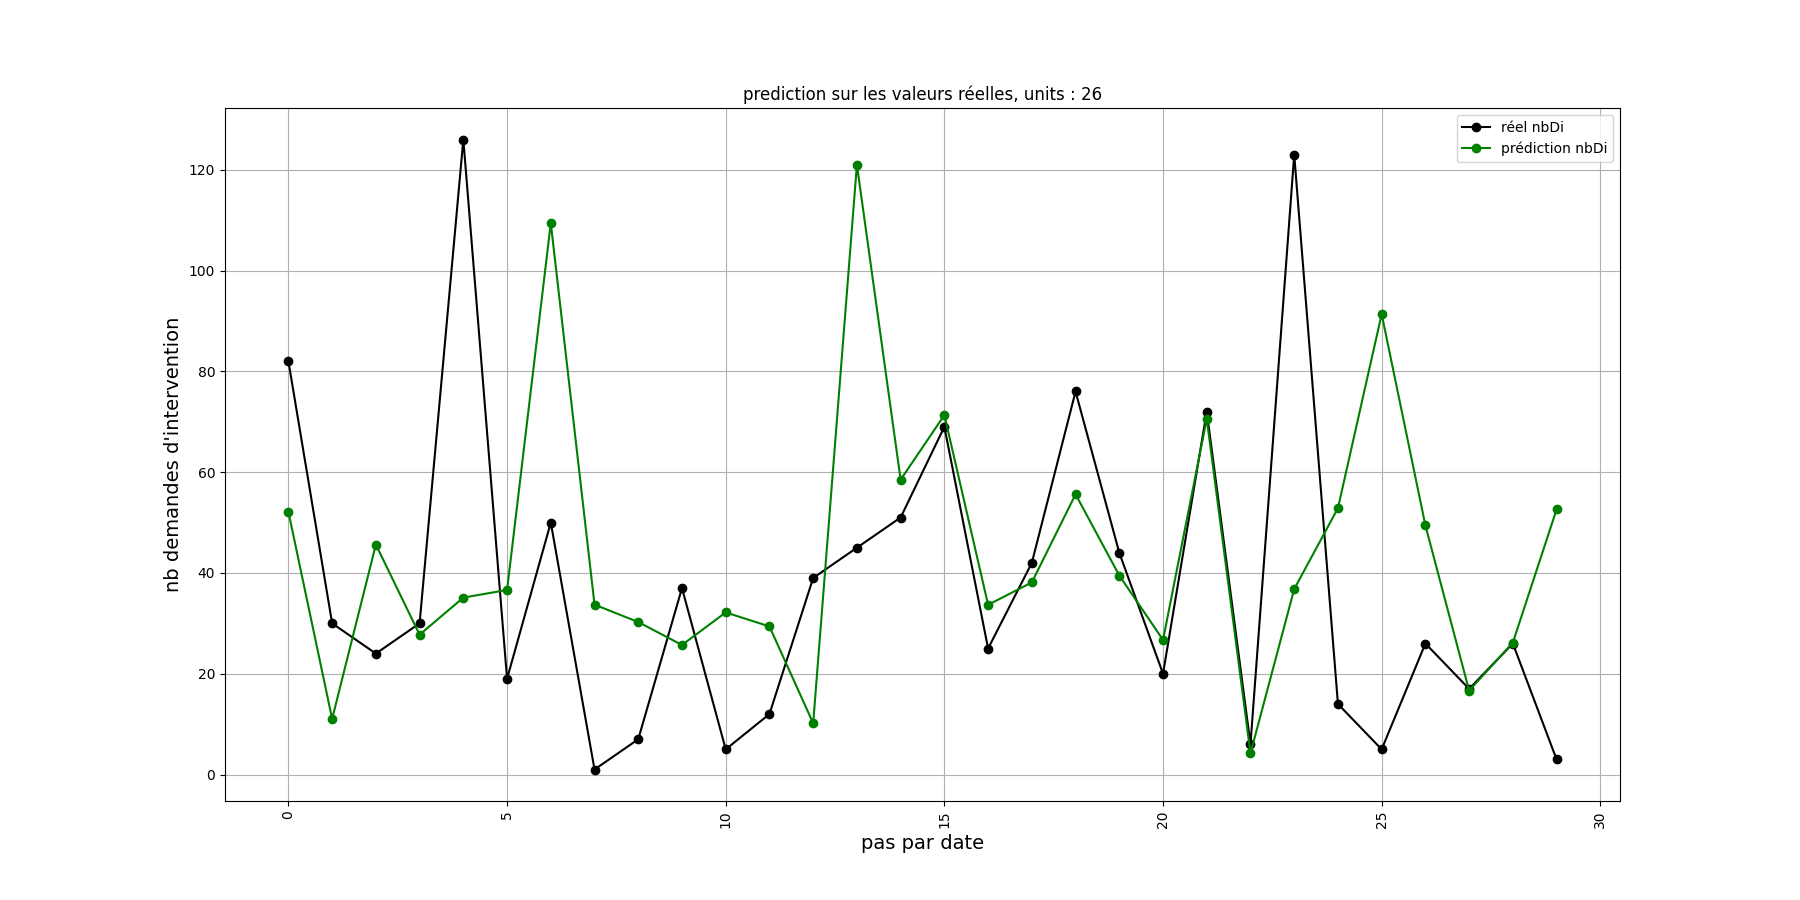 prediction sur les valeurs réelles, units : 26
réel nbDi
prédiction nbDi
nb demandes d'intervention
120
100
80
60
40
20
0
0
5
10
15
20
25
30
pas par date